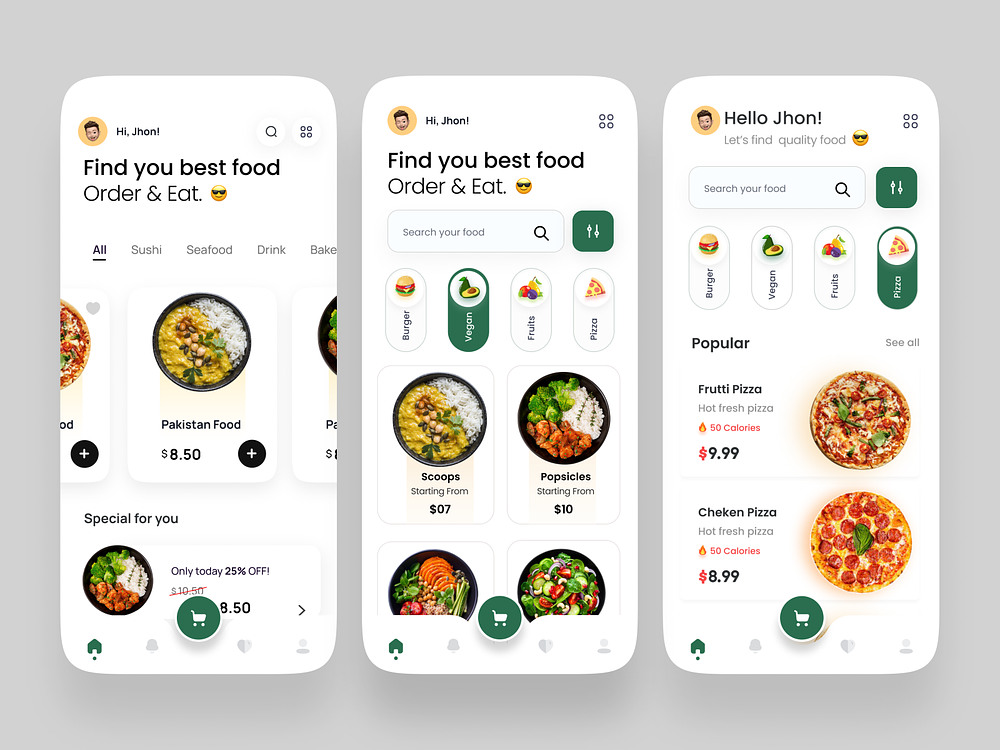 Hi, Jhon!
Find you best food
Order & Eat.
All
Sushi
Seafood
Drink
Bake
od
Pakistan Food
$8.50
Pa
$8
Special for you
Only today 25% OFF!
$10.50
8.50
Hi, Jhon!
Find you best food
Order & Eat.
Search your food
Burger
Vegan
Fruits
Pizza
Scoops
Starting From
$07
Popsicles
Starting From
$10
Hello Jhon!
Let's find quality food
Search your food
Burger
Vegan
Fruits
Pizza
Popular
See all
Frutti Pizza
Hot fresh pizza
50 Calories
$9.99
Cheken Pizza
Hot fresh pizza
50 Calories
$8.99